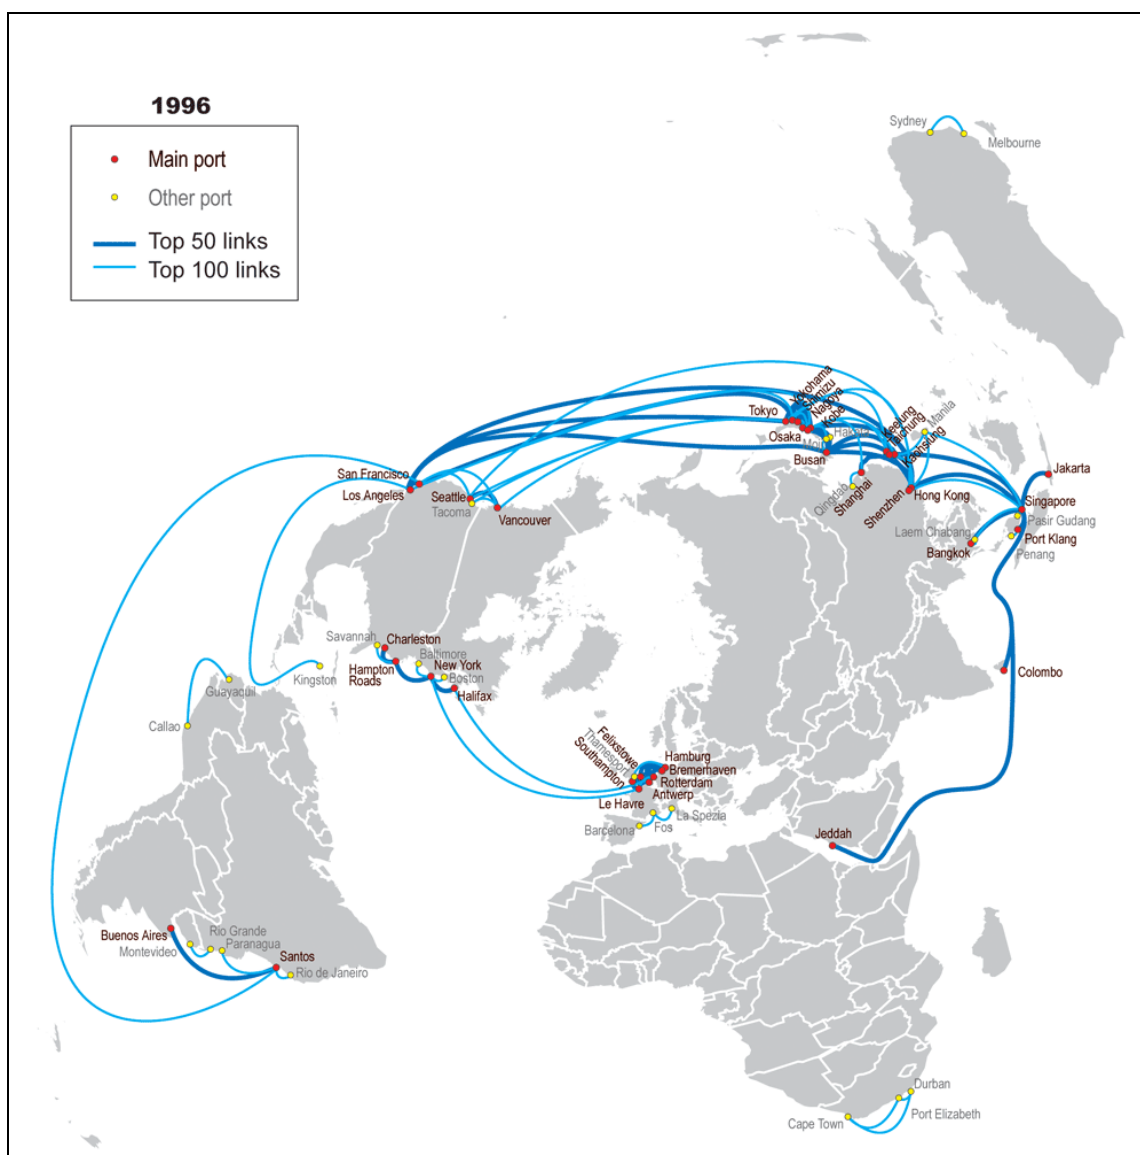 1996
Main port
Other port
Top 50 links
Top 100 links
Sydney
Melbourne
Yokohama
Shimizu
Nagoya
Kobe
Tokyo
Osaka
Moji
Hakata
Busan
Keelung
Taichung
Kaohsiung
Manila
San Francisco
Los Angeles
Seattle
Tacoma
Vancouver
Qingdao
Shanghai
Shenzhen
Hong Kong
Jakarta
Singapore
Pasir Gudang
Port Klang
Penang
Laem Chabang
Bangkok
Savannah
Charleston
Baltimore
Hampton
Roads
New York
Boston
Halifax
Kingston
Guayaquil
Callao
Colombo
Felixstowe
Thamesport
Southampton
Hamburg
Bremerhaven
Rotterdam
Antwerp
Le Havre
La Spezia
Fos
Barcelona
Jeddah
Buenos Aires
Montevideo
Rio Grande
Paranagua
Santos
Rio de Janeiro
Durban
Port Elizabeth
Cape Town